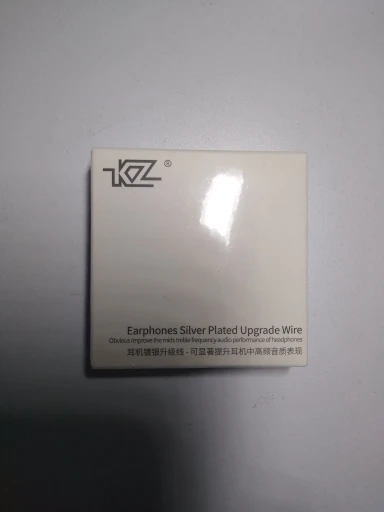 KZ®
Earphones Silver Plated Upgrade Wire
Obvious improve the mids treble frequency audio performance of headphones
耳机镀银升级线 - 可显著提升耳机中高频音质表现